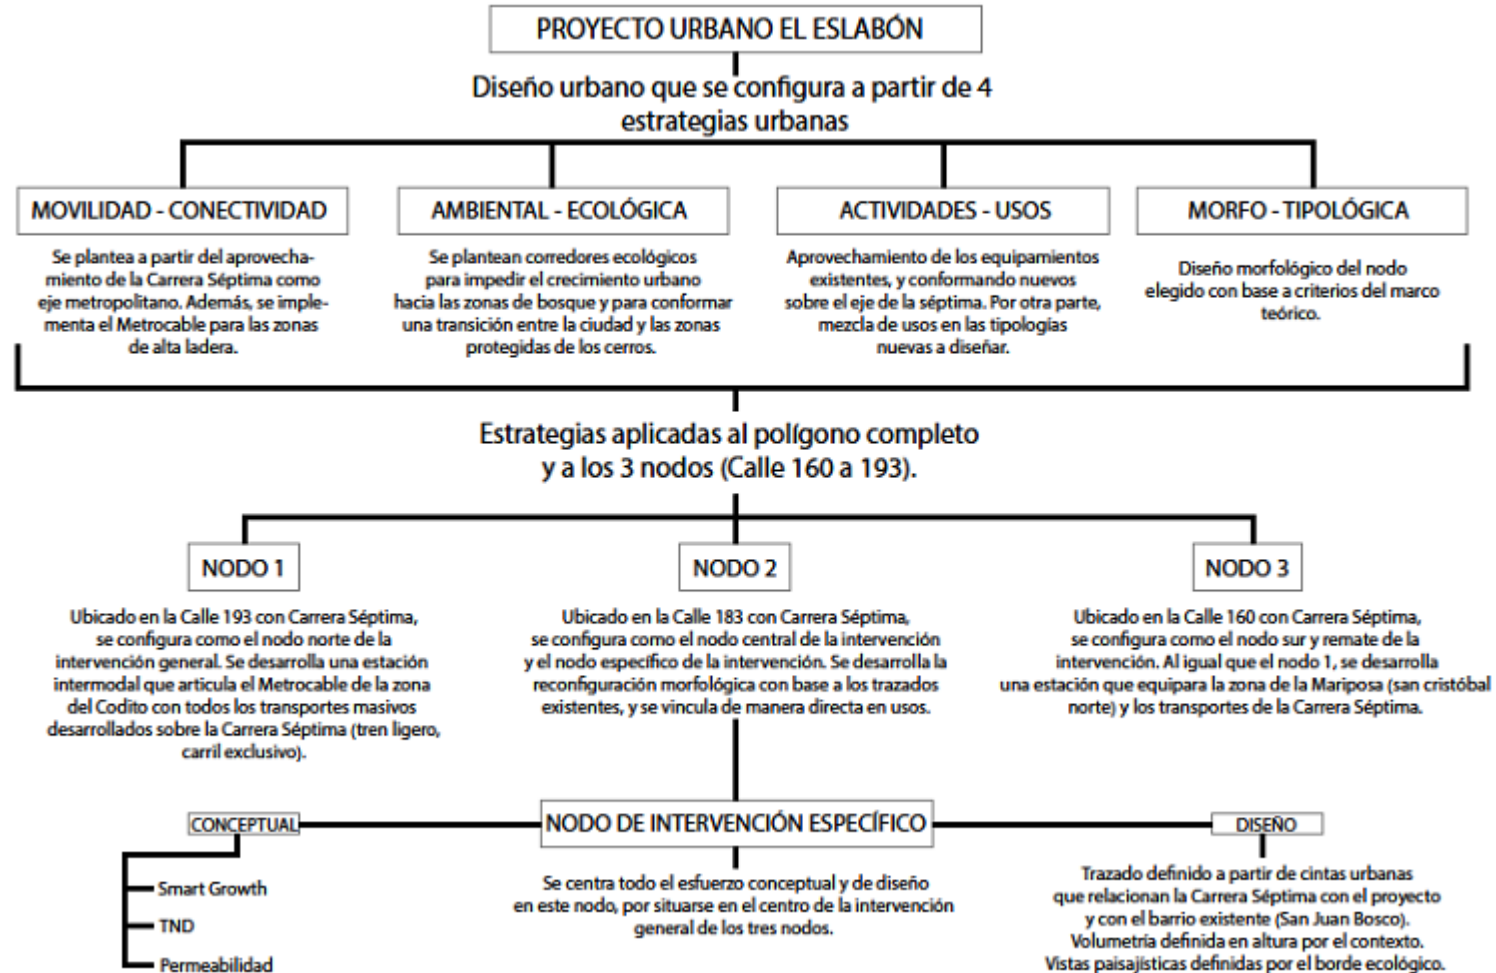 PROYECTO URBANO EL ESLABÓN
Diseño urbano que se configura a partir de 4
estrategias urbanas
MOVILIDAD - CONECTIVIDAD
Se plantea a partir del aprovecha-
miento de la Carrera Séptima como
eje metropolitano. Además, se imple-
menta el Metrocable para las zonas
de alta ladera.
AMBIENTAL - ECOLÓGICA
Se plantean corredores ecológicos
para impedir el crecimiento urbano
hacia las zonas de bosque y para conformar
una transición entre la ciudad y las zonas
protegidas de los cerros.
ACTIVIDADES - USOS
Aprovechamiento de los equipamientos
existentes, y conformando nuevos
sobre el eje de la séptima. Por otra parte,
mezcla de usos en las tipologías
nuevas a diseñar.
MORFO - TIPOLÓGICA
Diseño morfológico del nodo
elegido con base a criterios del marco
teórico.
Estrategias aplicadas al polígono completo
y a los 3 nodos (Calle 160 a 193).
NODO 1
Ubicado en la Calle 193 con Carrera Séptima,
se configura como el nodo norte de la
intervención general. Se desarrolla una estación
intermodal que articula el Metrocable de la zona
del Codito con todos los transportes masivos
desarrollados sobre la Carrera Séptima (tren ligero,
carril exclusivo).
NODO 2
Ubicado en la Calle 183 con Carrera Séptima,
se configura como el nodo central de la intervención
y el nodo específico de la intervención. Se desarrolla la
reconfiguración morfológica con base a los trazados
existentes, y se vincula de manera directa en usos.
NODO 3
Ubicado en la Calle 160 con Carrera Séptima,
se configura como el nodo sur y remate de la
intervención. Al igual que el nodo 1, se desarrolla
una estación que equipara la zona de la Mariposa (san cristóbal
norte) y los transportes de la Carrera Séptima.
CONCEPTUAL
Smart Growth
TND
Permeabilidad
NODO DE INTERVENCIÓN ESPECÍFICO
Se centra todo el esfuerzo conceptual y de diseño
en este nodo, por situarse en el centro de la intervención
general de los tres nodos.
DISEÑO
Trazado definido a partir de cintas urbanas
que relacionan la Carrera Séptima con el proyecto
y con el barrio existente (San Juan Bosco).
Volumetría definida en altura por el contexto.
Vistas paisajísticas definidas por el borde ecológico.